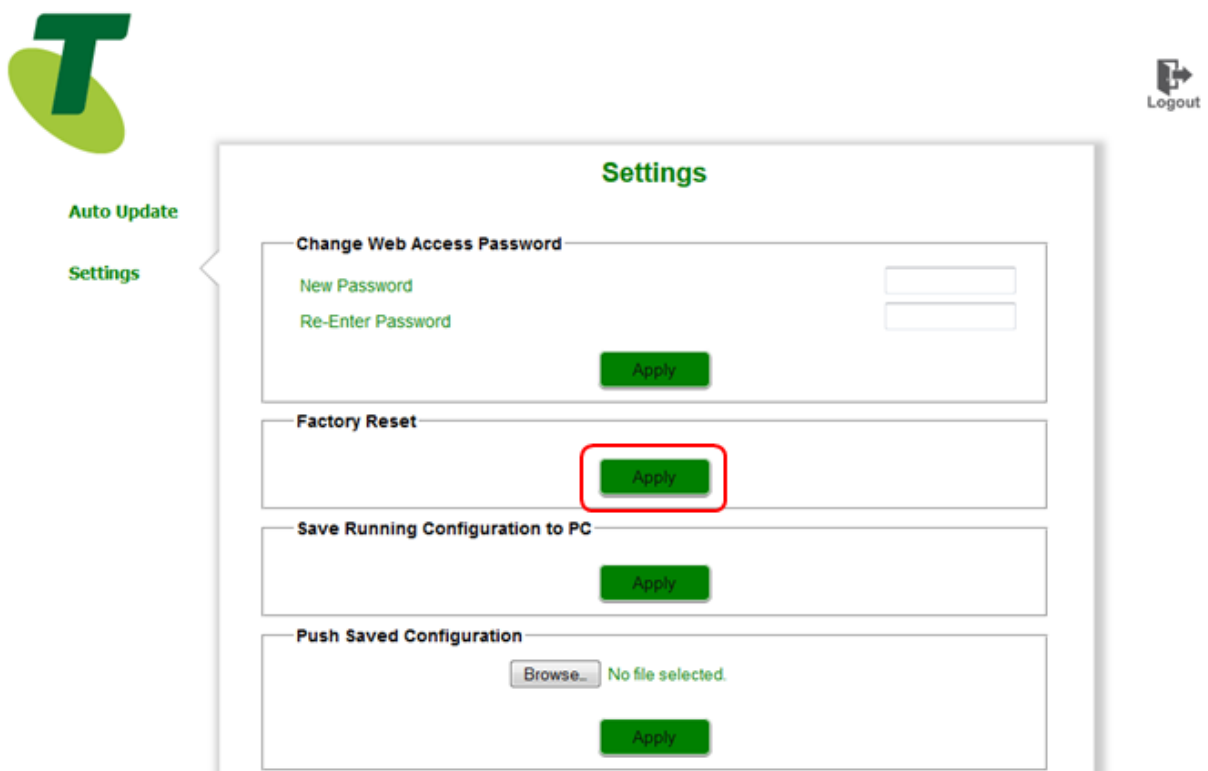 T
Logout
Settings
Auto Update
Settings
Change Web Access Password
New Password
Re-Enter Password
Apply
Factory Reset
Apply
Save Running Configuration to PC
Apply
Push Saved Configuration
Browse_ No file selected.
Apply